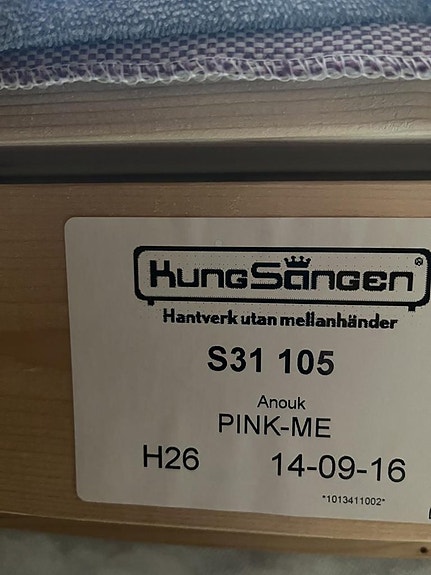 KungSängen®
Hantverk utan mellanhänder
S31 105
Anouk
PINK-ME
H26 14-09-16
*1013411002*